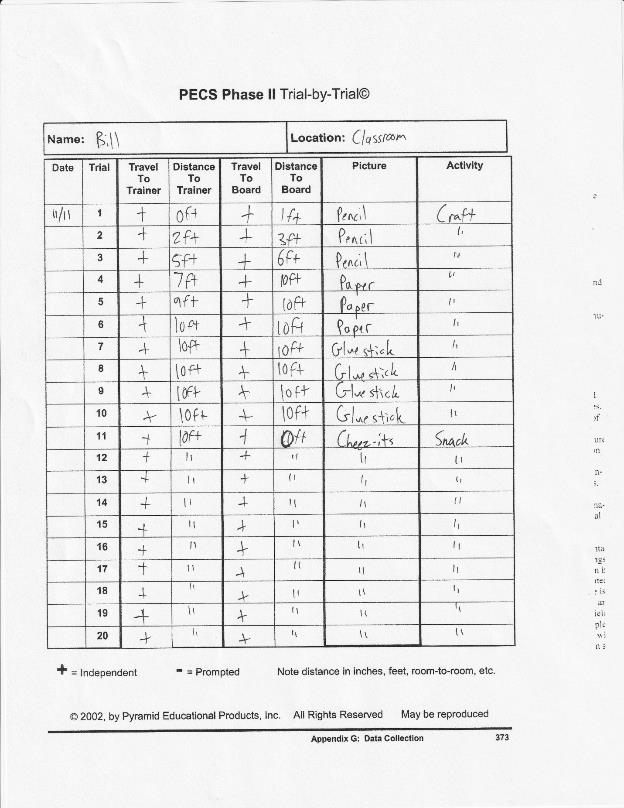 PECS Phase II Trial-by-Trial©
Name: Bill Location: Classroom
Date Trial Travel To Trainer Distance To Trainer Travel To Board Distance To Board Picture Activity
11/11 1 + 0ft + 1ft Pencil Craft
2 + 2ft + 3ft Pencil "
3 + 5ft + 6ft Pencil "
4 + 7ft + 10ft Paper "
5 + 9ft + 10ft Paper "
6 + 10ft + 10ft Paper "
7 + 10ft + 10ft Glue stick "
8 + 10ft + 10ft Glue stick "
9 + 10ft + 10ft Glue stick "
10 + 10ft + 10ft Glue stick "
11 + 10ft + Cheez-its Snack
12 + " + " " "
13 + " + " " "
14 + " + " " "
15 + " + " " "
16 + " + " " "
17 + " + " " "
18 + " + " " "
19 + " + " " "
20 + " + " " "
+ = Independent - = Prompted Note distance in inches, feet, room-to-room, etc.
© 2002, by Pyramid Educational Products, Inc. All Rights Reserved May be reproduced
Appendix G: Data Collection 373